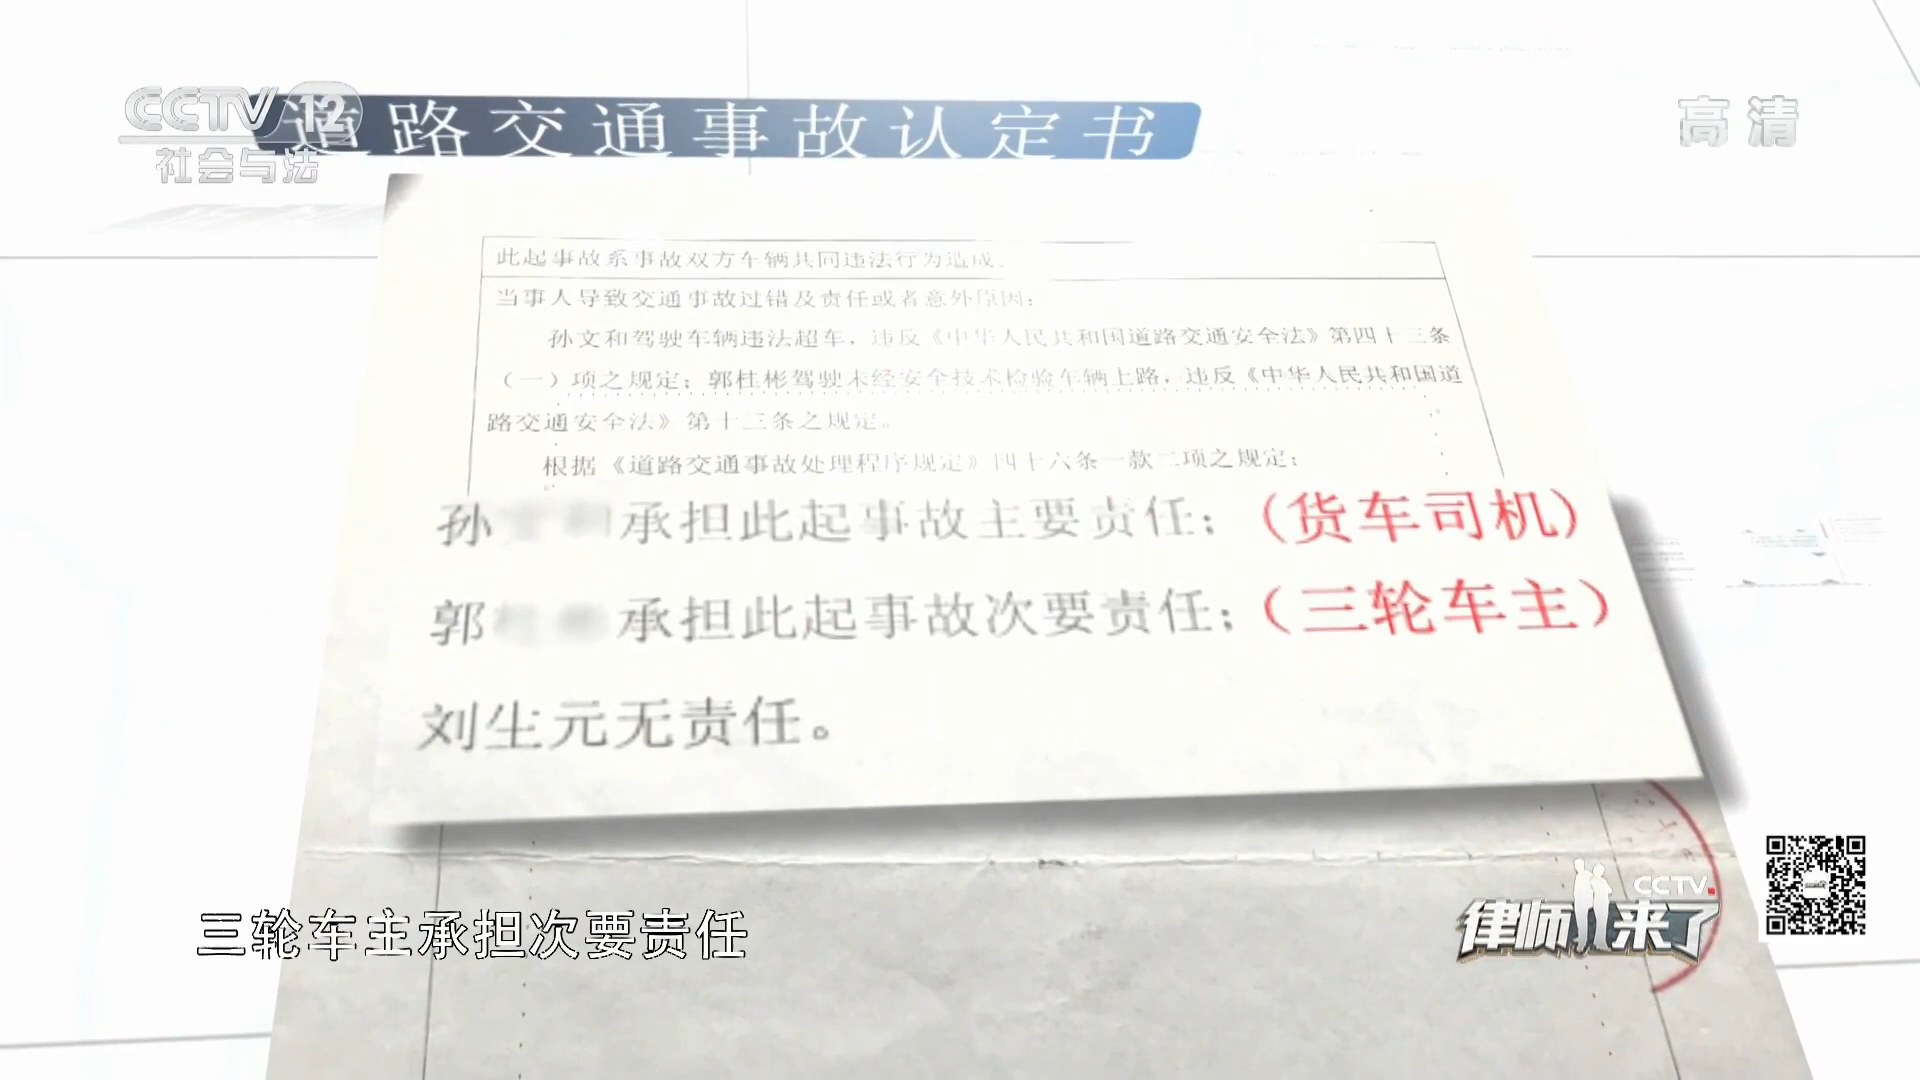 CCTV 12
社会与法
道路交通事故认定书
高清
此起事故系事故双方车辆共同违法行为造成。
当事人导致交通事故过错及责任或者意外原因：
孙文和驾驶车辆违法超车，违反《中华人民共和国道路交通安全法》第四十三条
（一）项之规定；郭桂彬驾驶未经安全技术检验车辆上路，违反《中华人民共和国道
路交通安全法》第十三条之规定。
根据《道路交通事故处理程序规定》四十六条一款二项之规定：
孙 承担此起事故主要责任；（货车司机）
郭 承担此起事故次要责任；（三轮车主）
刘生元无责任。
CCTV.
律师来了
三轮车主承担次要责任